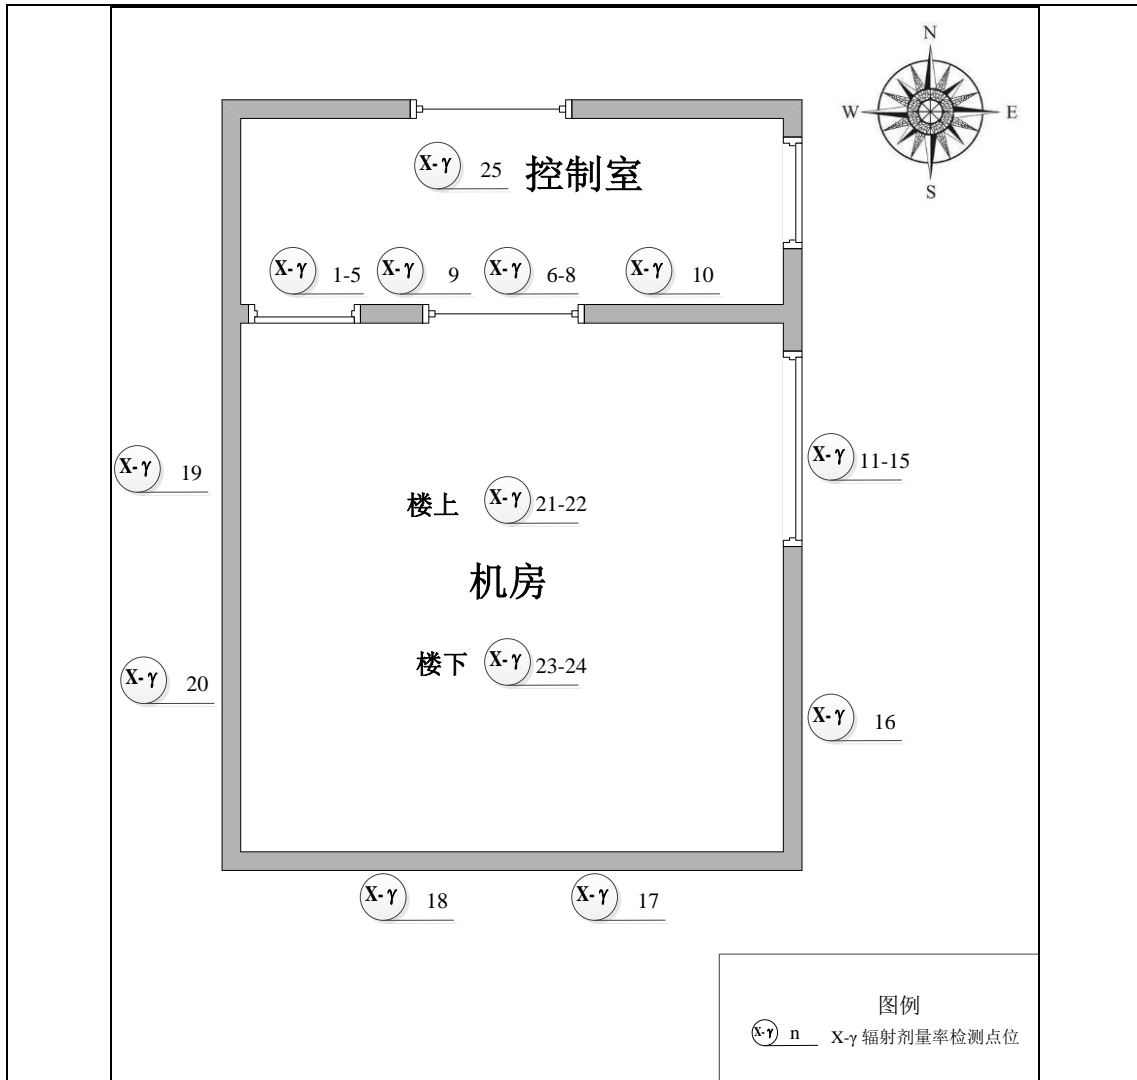 N
W E
S
X-γ 25 控制室
X-γ 1-5 X-γ 9 X-γ 6-8 X-γ 10
X-γ 19
X-γ 11-15
楼上 X-γ 21-22
机房
楼下 X-γ 23-24
X-γ 20
X-γ 16
X-γ 18 X-γ 17
图例
X-γ n X-γ 辐射剂量率检测点位